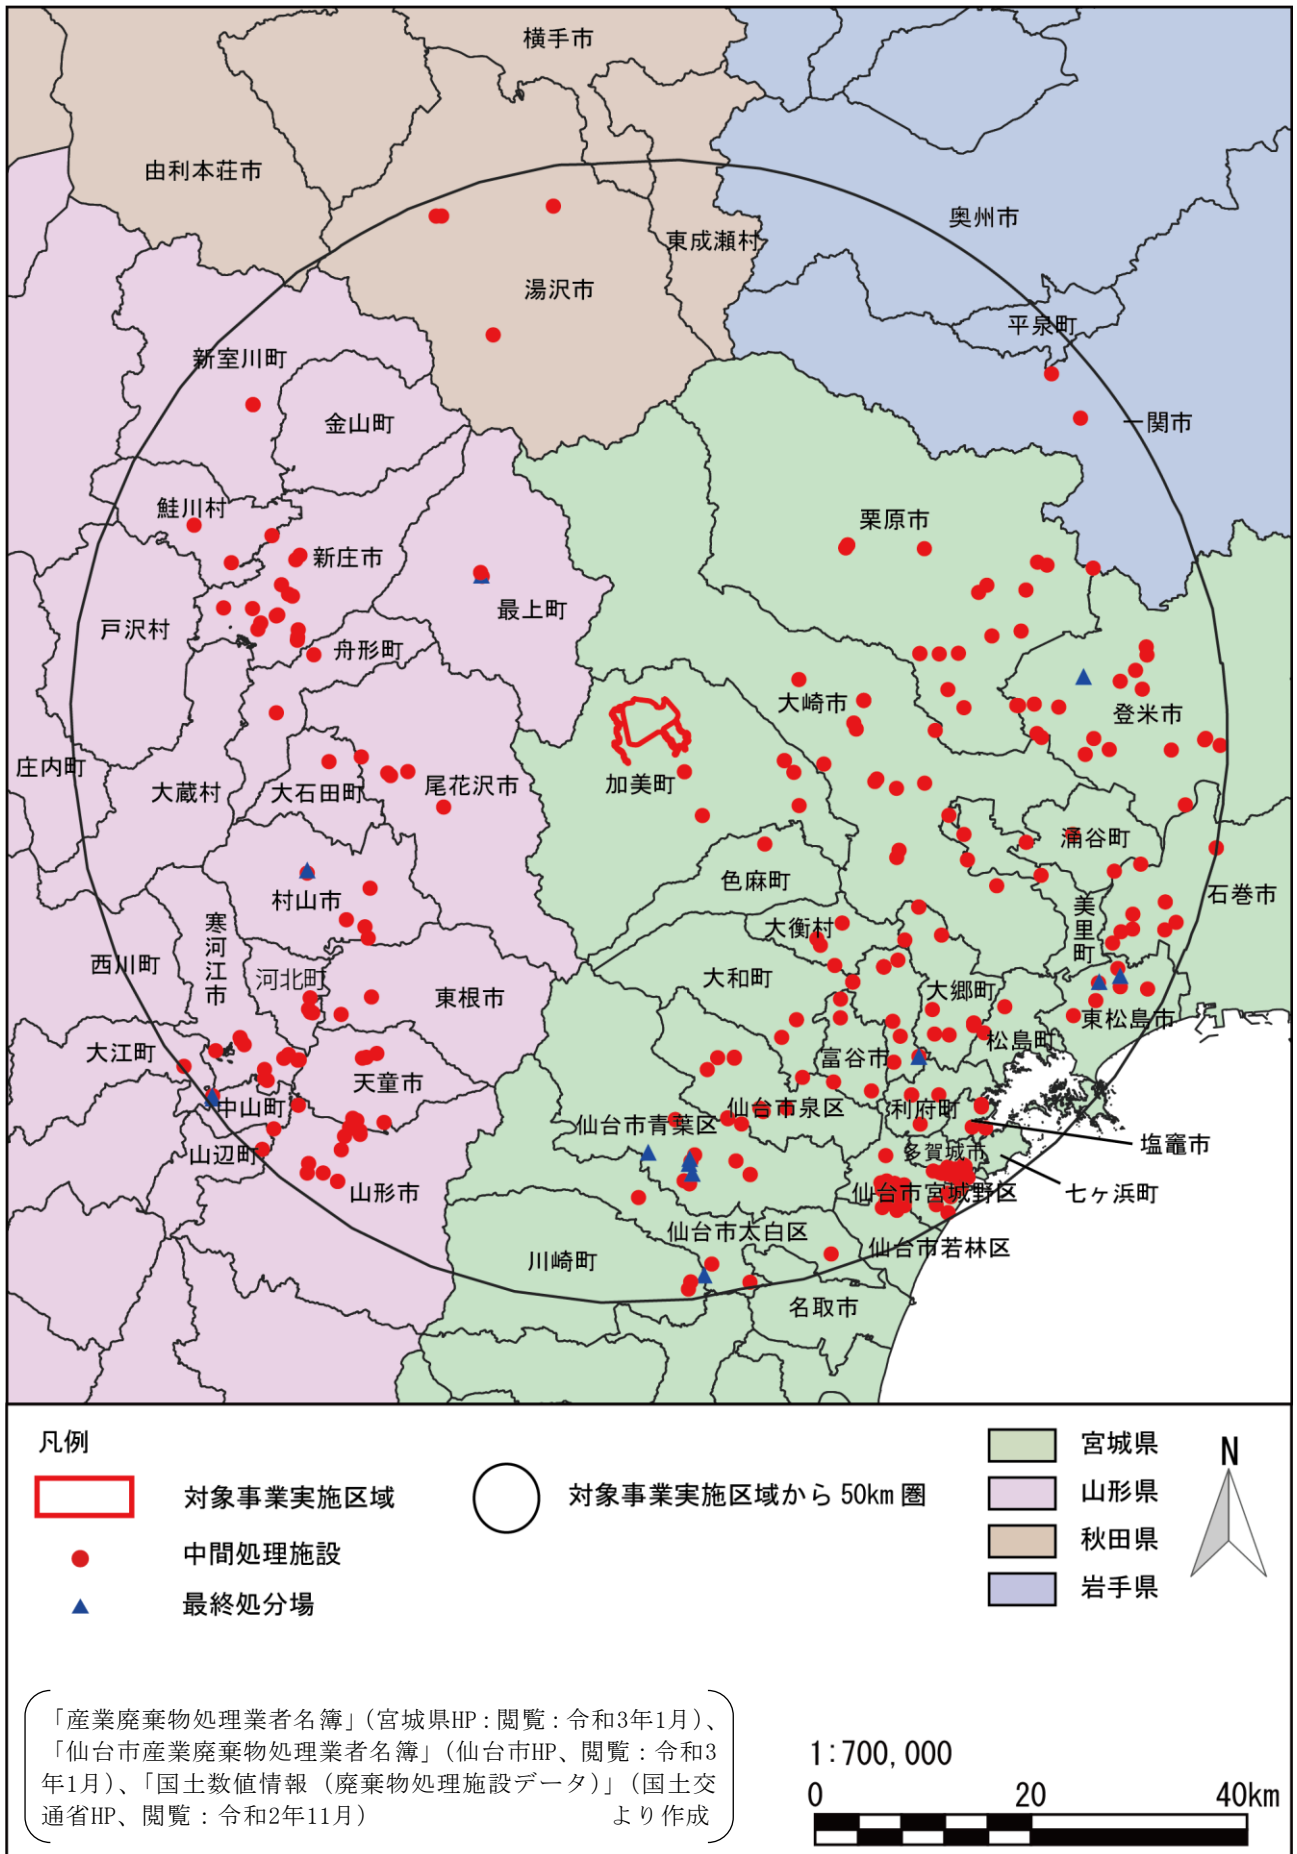 横手市
由利本荘市
奥州市
東成瀬村
湯沢市
平泉町
新室川町
金山町
一関市
鮭川村
栗原市
新庄市
最上町
戸沢村
舟形町
大崎市
登米市
庄内町
大蔵村
大石田町
尾花沢市
加美町
涌谷町
色麻町
村山市
石巻市
美里町
寒河江市
大衡村
西川町
河北町
大和町
東根市
大郷町
東松島市
大江町
松島町
富谷市
天童市
中山町
仙台市泉区
利府町
仙台市青葉区
塩竈市
山辺町
多賀城市
山形市
仙台市宮城野区
七ヶ浜町
仙台市太白区
仙台市若林区
川崎町
名取市
凡例
対象事業実施区域
対象事業実施区域から 50km 圏
中間処理施設
最終処分場
宮城県
山形県
秋田県
岩手県
N
「産業廃棄物処理業者名簿」(宮城県HP:閲覧:令和3年1月)、
「仙台市産業廃棄物処理業者名簿」(仙台市HP、閲覧:令和3
年1月)、「国土数値情報(廃棄物処理施設データ)」(国土交
通省HP、閲覧:令和2年11月) より作成
1:700,000
0 20 40km